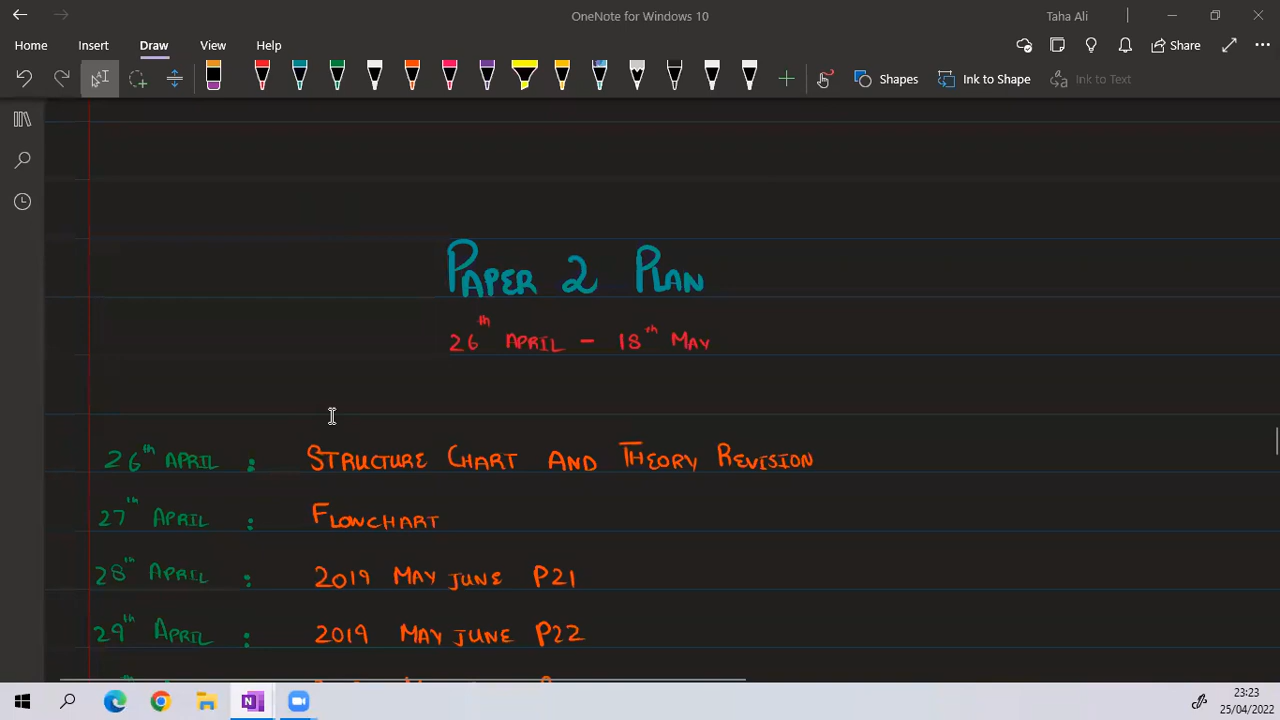 OneNote for Windows 10
Taha Ali
Home Insert Draw View Help
Share
Shapes
Ink to Shape
Ink to Text
PAPER 2 PLAN
26th APRIL - 18th MAY
26th APRIL : STRUCTURE CHART AND THEORY REVISION
27th APRIL : FLOWCHART
28th APRIL : 2019 MAY JUNE P21
29th APRIL : 2019 MAY JUNE P22
23:23
25/04/2022